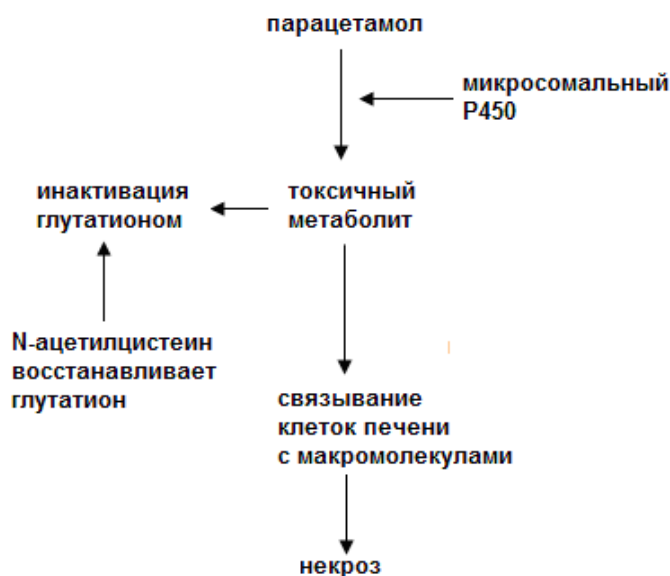 парацетамол
микросомальный
P450
инактивация
глутатионом
токсичный
метаболит
N-ацетилцистеин
восстанавливает
глутатион
связывание
клеток печени
с макромолекулами
некроз